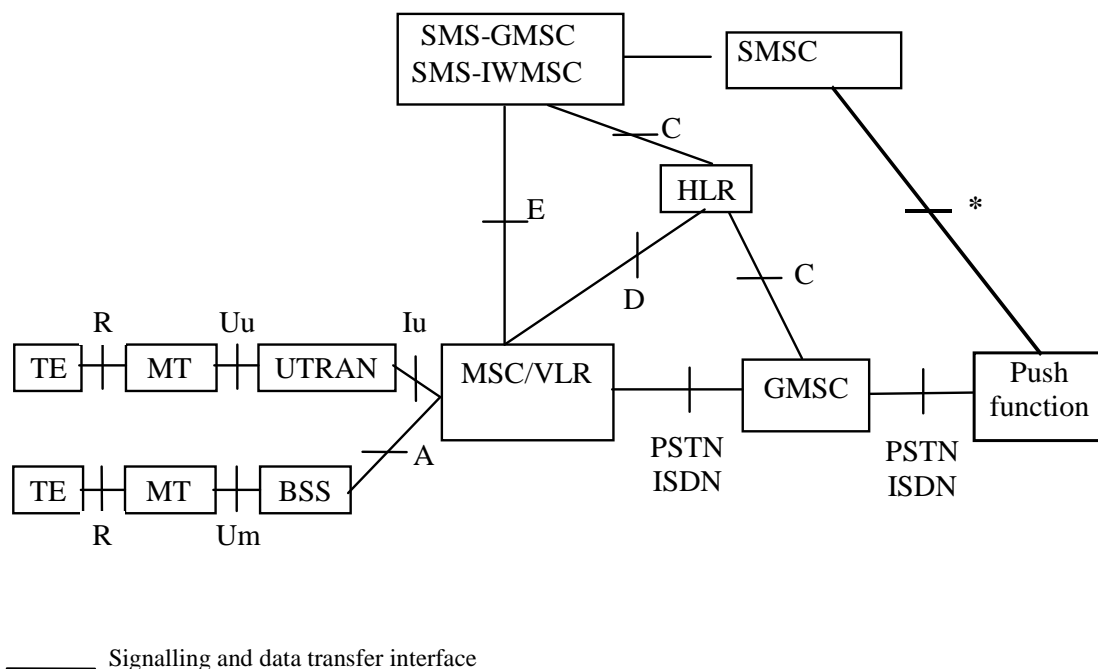 SMS-GMSC
SMS-IWMSC
SMSC
C
HLR
E
*
D
C
R
Uu
Iu
TE
MT
UTRAN
MSC/VLR
GMSC
Push
function
A
PSTN
ISDN
PSTN
ISDN
TE
MT
BSS
R
Um
Signalling and data transfer interface